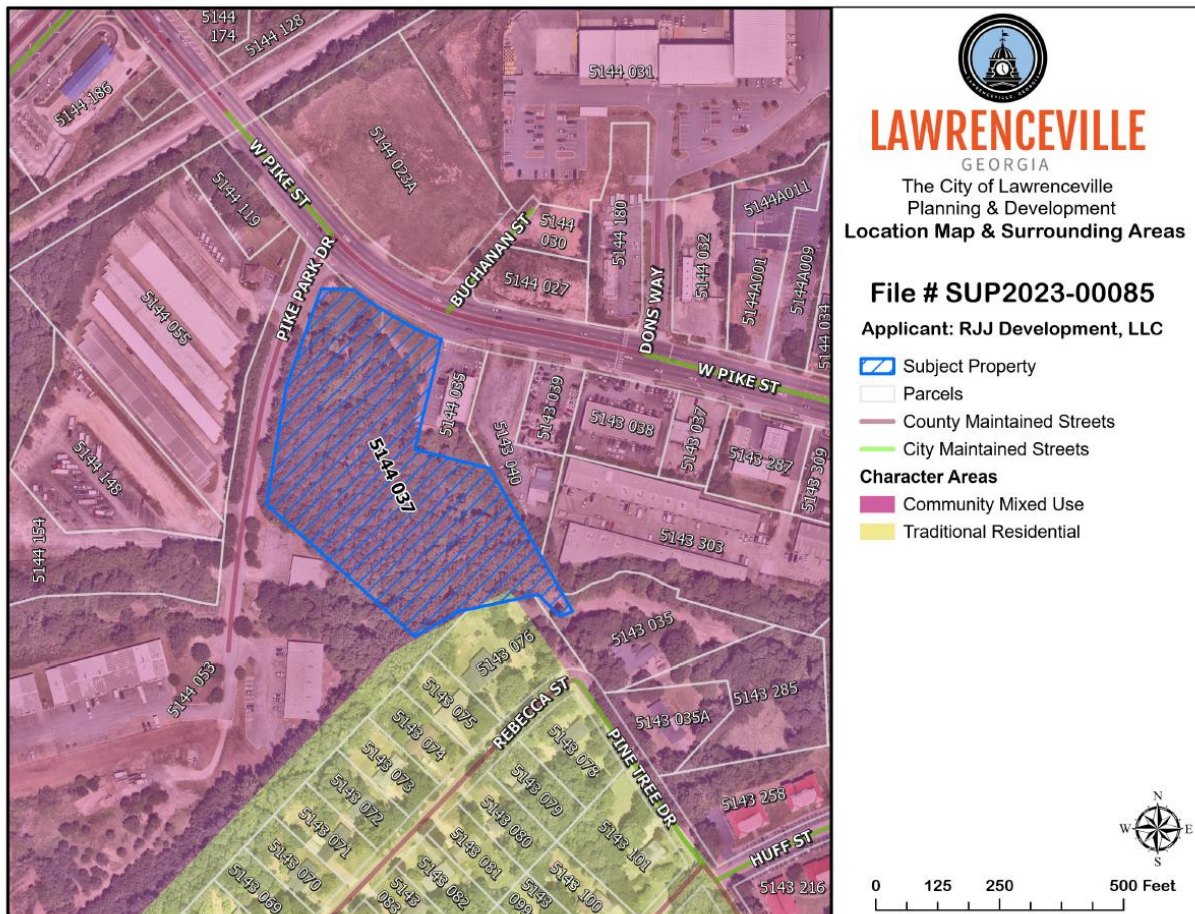 5144
174
5144 128
5144 186
5144 031
W PIKE ST
5144 023A
5144 119
BUCHANAN ST
5144
030
5144 180
5144A011
5144 032
5144A001
5144A009
5144 027
PIKE PARK DR
5144 055
DONS WAY
5144 034
W PIKE ST
5144 035
5143 039
5143 038
5143 037
5143 287
5143 309
5143 040
5144 037
5144 148
5144 154
5143 303
5143 035
5143 076
5144 053
5143 075
REBECCA ST
5143 285
5143 035A
5143 074
5143 078
PINE TREE DR
5143 073
5143 079
5143 072
5143 080
5143 258
5143 071
5143 081
5143 101
HUFF ST
5143 070
5143 082
5143 100
5143 069
5143
083
5143
099
5143 216
LAWRENCEVILLE, GEORGIA
LAWRENCEVILLE
GEORGIA
The City of Lawrenceville
Planning & Development
Location Map & Surrounding Areas
File # SUP2023-00085
Applicant: RJJ Development, LLC
Subject Property
Parcels
County Maintained Streets
City Maintained Streets
Character Areas
Community Mixed Use
Traditional Residential
N
W E
S
0 125 250 500 Feet